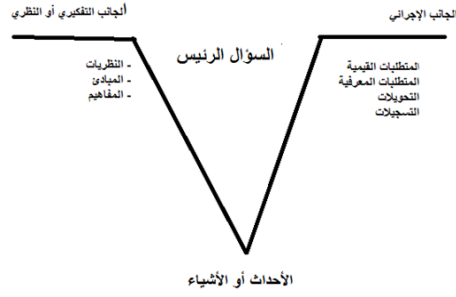 الجانب الإجرائي
ألجانب التفكيري أو النظري
السؤال الرئيس
المتطلبات القيمية
المتطلبات المعرفية
التحويلات
التسجيلات
- النظريات
- المبادئ
- المفاهيم
الأحداث أو الأشياء